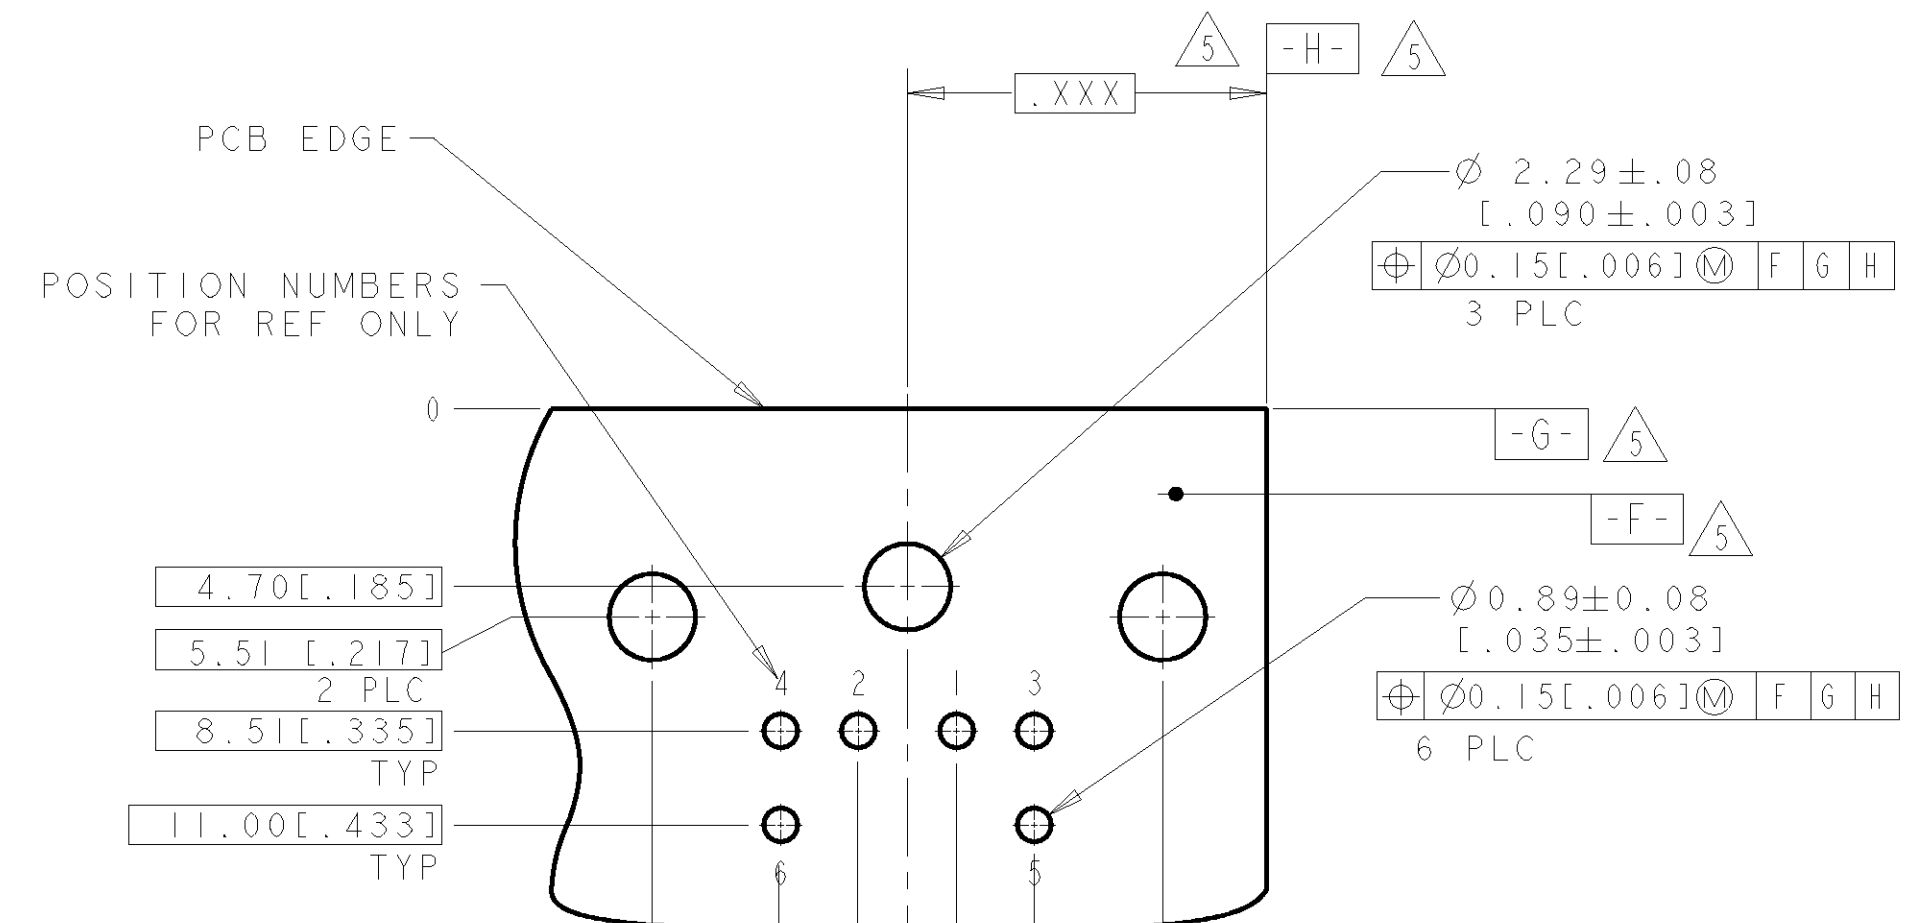 5
-H-
5
.XXX
PCB EDGE
Ø 2.29±.08
[.090±.003]
⌖ Ø0.15[.006]Ⓜ F G H
3 PLC
POSITION NUMBERS
FOR REF ONLY
0
-G-
5
-F-
5
4.70[.185]
5.51 [.217]
2 PLC
Ø0.89±0.08
[.035±.003]
⌖ Ø0.15[.006]Ⓜ F G H
6 PLC
4 2 1 3
8.51[.335]
TYP
11.00[.433]
TYP
6 5